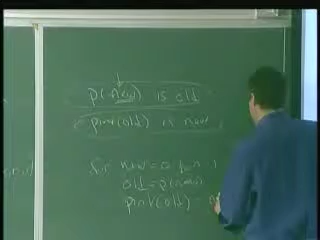 p(new) is old
pinv(old) is new
for new = 0 to n-1
old = p(new)
pinv(old) =